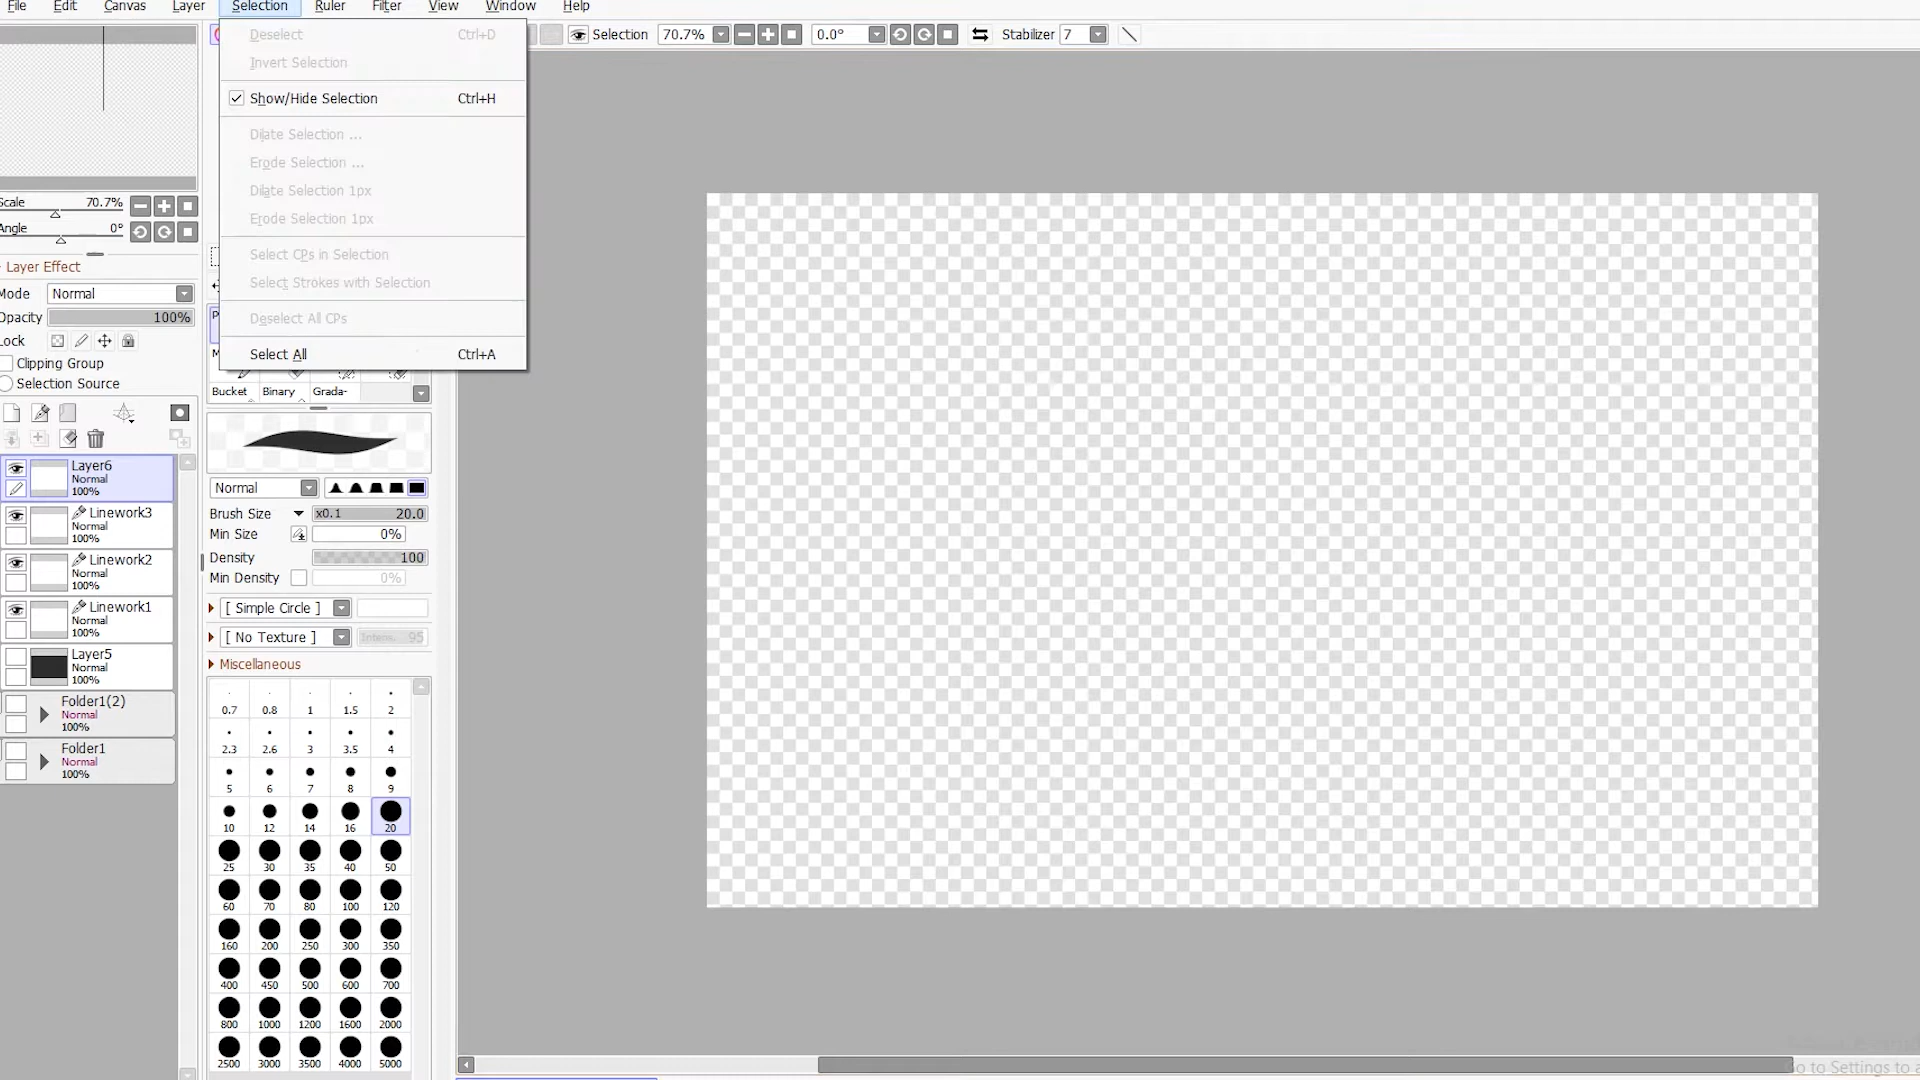 File Edit Canvas Layer Selection Ruler Filter View Window Help
Selection 70.7% 0.0° Stabilizer 7
Deselect Ctrl+D
Invert Selection
Show/Hide Selection Ctrl+H
Dilate Selection ...
Erode Selection ...
Dilate Selection 1px
Erode Selection 1px
Select CPs in Selection
Select Strokes with Selection
Deselect All CPs
Select All Ctrl+A
Scale 70.7%
Angle 0°
Layer Effect
Mode Normal
Opacity 100%
Lock
Clipping Group
Selection Source
Layer6
Normal
100%
Linework3
Normal
100%
Linework2
Normal
100%
Linework1
Normal
100%
Layer5
Normal
100%
Folder1(2)
Normal
100%
Folder1
Normal
100%
Bucket Binary Grada-
Normal
Brush Size x0.1 20.0
Min Size 0%
Density 100
Min Density 0%
[ Simple Circle ]
[ No Texture ] Intens. 95
Miscellaneous
0.7 0.8 1 1.5 2
2.3 2.6 3 3.5 4
5 6 7 8 9
10 12 14 16 20
25 30 35 40 50
60 70 80 100 120
160 200 250 300 350
400 450 500 600 700
800 1000 1200 1600 2000
2500 3000 3500 4000 5000
to Settings to